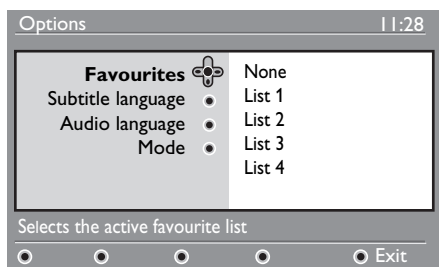 Options 11:28
Favourites None
Subtitle language List 1
Audio language List 2
Mode List 3
List 4
Selects the active favourite list
Exit